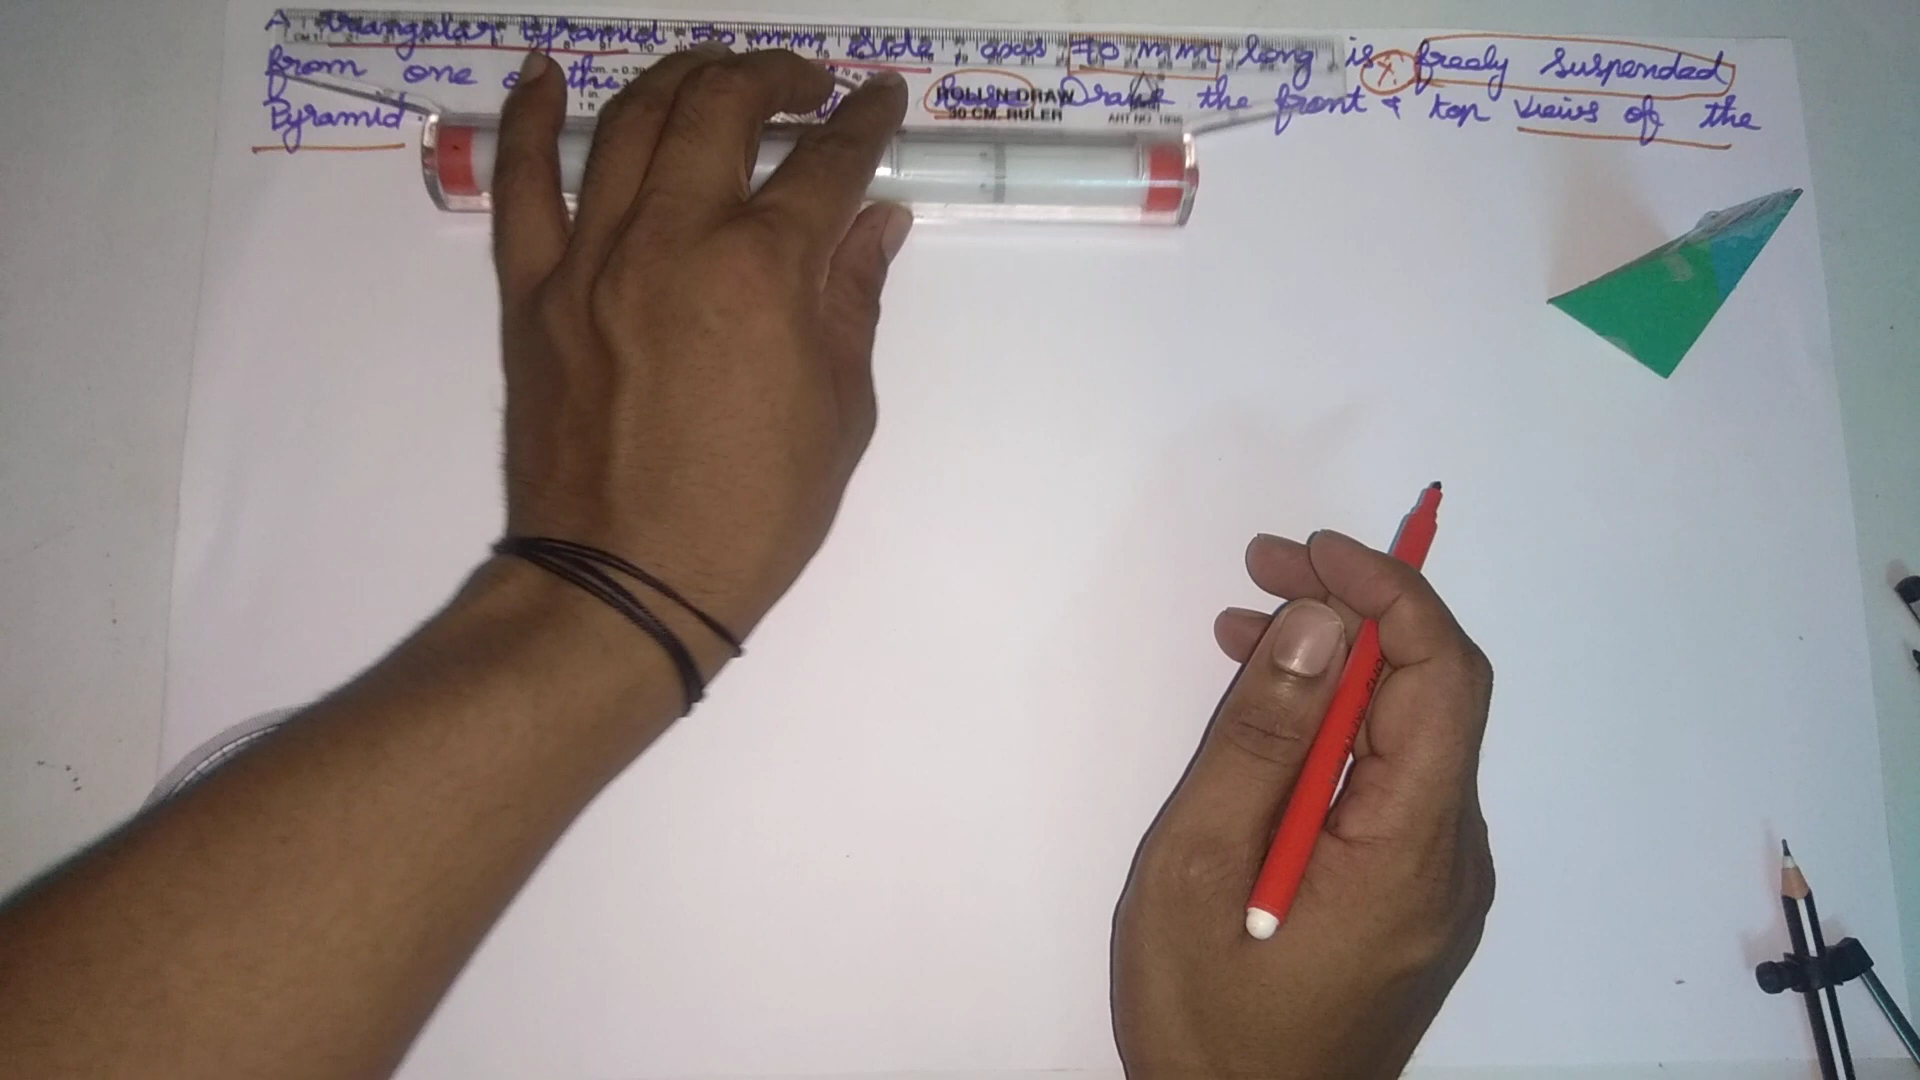 A triangular pyramid 50 mm side, axis 70 mm long is freely suspended
from one of the base. Draw the front & top views of the
Pyramid
ROLL N DRAW
30 CM. RULER